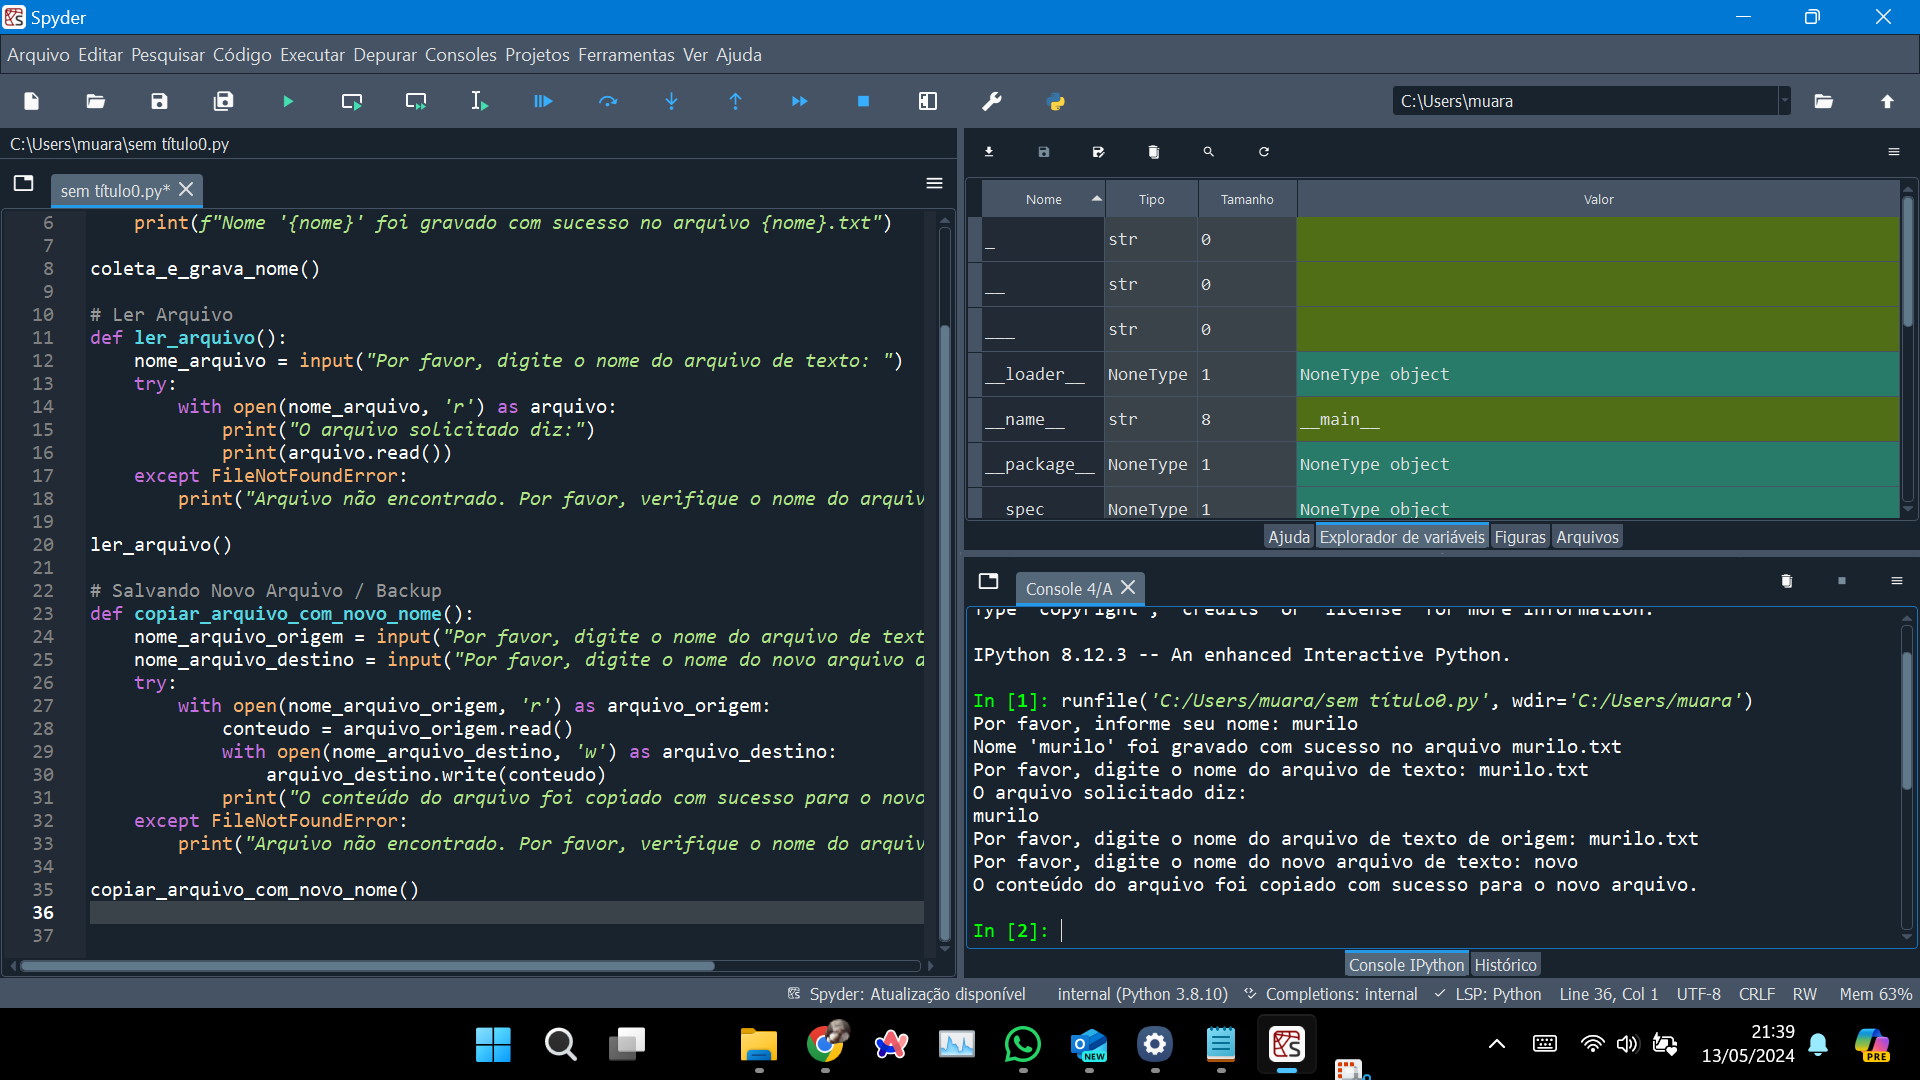 Spyder
Arquivo Editar Pesquisar Código Executar Depurar Consoles Projetos Ferramentas Ver Ajuda
C:\Users\muara
C:\Users\muara\sem título0.py
sem título0.py*
6     print(f"Nome '{nome}' foi gravado com sucesso no arquivo {nome}.txt")
7
8 coleta_e_grava_nome()
9
10 # Ler Arquivo
11 def ler_arquivo():
12     nome_arquivo = input("Por favor, digite o nome do arquivo de texto: ")
13     try:
14         with open(nome_arquivo, 'r') as arquivo:
15             print("O arquivo solicitado diz:")
16             print(arquivo.read())
17     except FileNotFoundError:
18         print("Arquivo não encontrado. Por favor, verifique o nome do arquiv
19
20 ler_arquivo()
21
22 # Salvando Novo Arquivo / Backup
23 def copiar_arquivo_com_novo_nome():
24     nome_arquivo_origem = input("Por favor, digite o nome do arquivo de text
25     nome_arquivo_destino = input("Por favor, digite o nome do novo arquivo d
26     try:
27         with open(nome_arquivo_origem, 'r') as arquivo_origem:
28             conteudo = arquivo_origem.read()
29             with open(nome_arquivo_destino, 'w') as arquivo_destino:
30                 arquivo_destino.write(conteudo)
31             print("O conteúdo do arquivo foi copiado com sucesso para o novo
32     except FileNotFoundError:
33         print("Arquivo não encontrado. Por favor, verifique o nome do arquiv
34
35 copiar_arquivo_com_novo_nome()
36
37
Nome Tipo Tamanho Valor
_ str 0
__ str 0
___ str 0
__loader__ NoneType 1 NoneType object
__name__ str 8 __main__
__package__ NoneType 1 NoneType object
__spec__ NoneType 1 NoneType object
Ajuda Explorador de variáveis Figuras Arquivos
Console 4/A
Type "copyright", "credits" or "license" for more information.
IPython 8.12.3 -- An enhanced Interactive Python.
In [1]: runfile('C:/Users/muara/sem título0.py', wdir='C:/Users/muara')
Por favor, informe seu nome: murilo
Nome 'murilo' foi gravado com sucesso no arquivo murilo.txt
Por favor, digite o nome do arquivo de texto: murilo.txt
O arquivo solicitado diz:
murilo
Por favor, digite o nome do arquivo de texto de origem: murilo.txt
Por favor, digite o nome do novo arquivo de texto: novo
O conteúdo do arquivo foi copiado com sucesso para o novo arquivo.
In [2]:
Console IPython Histórico
Spyder: Atualização disponível internal (Python 3.8.10) Completions: internal LSP: Python Line 36, Col 1 UTF-8 CRLF RW Mem 63%
NEW
21:39
13/05/2024
PRE